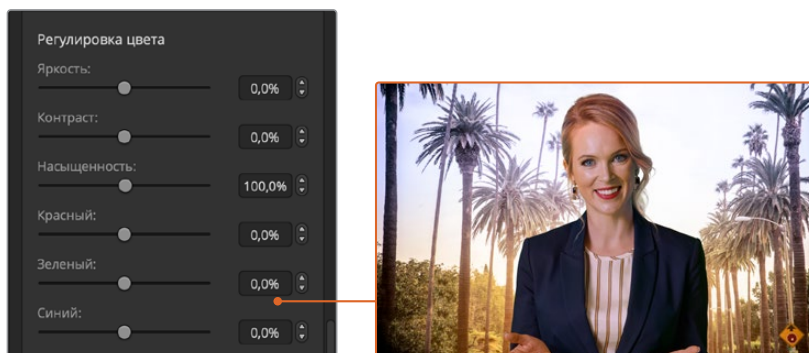 Регулировка цвета
Яркость:
0,0%
Контраст:
0,0%
Насыщенность:
100,0%
Красный:
0,0%
Зеленый:
0,0%
Синий:
0,0%